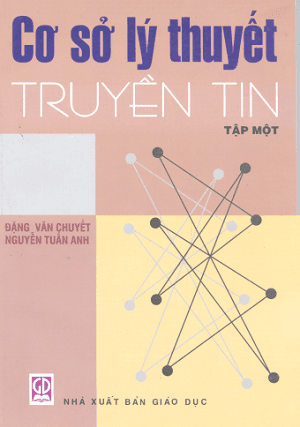 Cơ sở lý thuyết
TRUYỀN TIN
TẬP MỘT
ĐẶNG VĂN CHUYẾT
NGUYỄN TUẤN ANH
GD
NHÀ XUẤT BẢN GIÁO DỤC